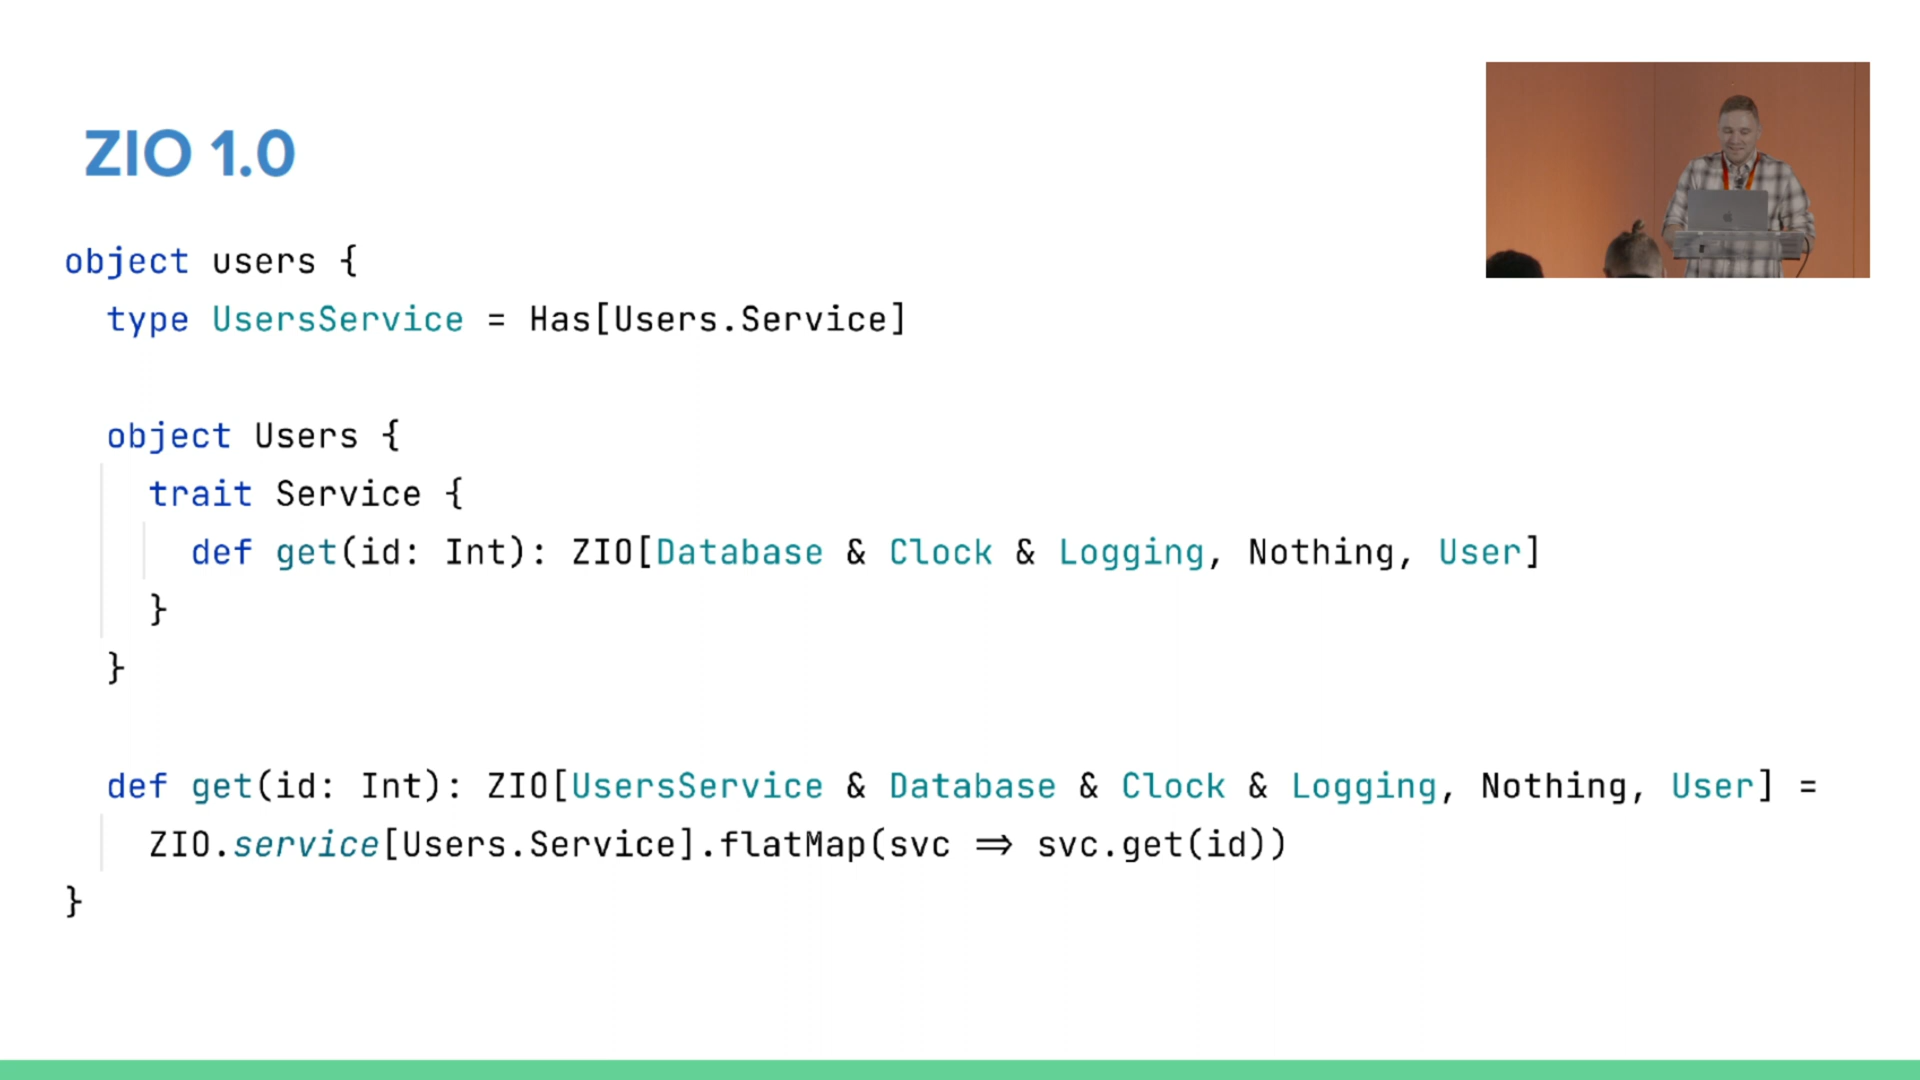 ZIO 1.0
object users {
type UsersService = Has[Users.Service]
object Users {
trait Service {
def get(id: Int): ZIO[Database & Clock & Logging, Nothing, User]
}
}
def get(id: Int): ZIO[UsersService & Database & Clock & Logging, Nothing, User] =
ZIO.service[Users.Service].flatMap(svc ⇒ svc.get(id))
}